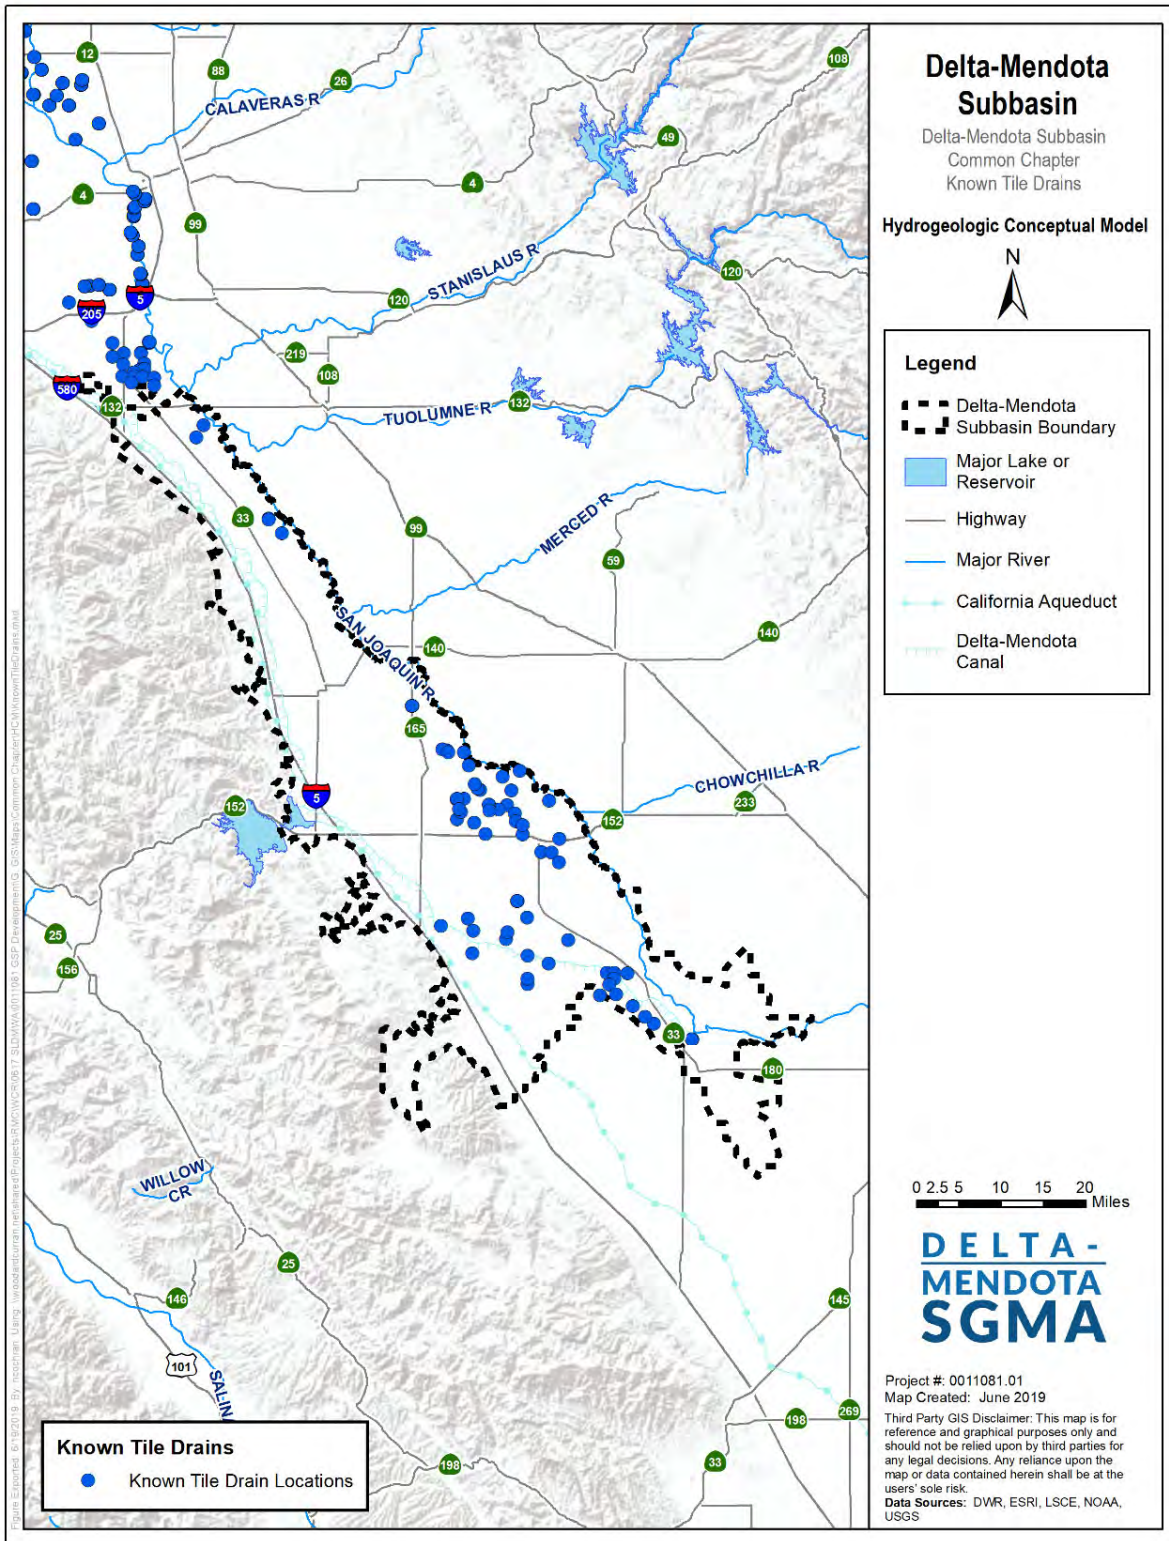 Delta-Mendota
Subbasin
Delta-Mendota Subbasin
Common Chapter
Known Tile Drains
Hydrogeologic Conceptual Model
N
Legend
Delta-Mendota
Subbasin Boundary
Major Lake or
Reservoir
Highway
Major River
California Aqueduct
Delta-Mendota
Canal
0 2.5 5 10 15 20
Miles
DELTA-
MENDOTA
SGMA
Project #: 0011081.01
Map Created: June 2019
Third Party GIS Disclaimer: This map is for
reference and graphical purposes only and
should not be relied upon by third parties for
any legal decisions. Any reliance upon the
map or data contained herein shall be at the
users' sole risk.
Data Sources: DWR, ESRI, LSCE, NOAA,
USGS
12
88
26
108
CALAVERAS R
49
4
4
99
STANISLAUS R
120
120
5
205
219
108
580
132
132
TUOLUMNE R
33
99
MERCED R
59
SAN JOAQUIN R
140
140
165
CHOWCHILLA R
5
152
233
152
25
156
33
180
WILLOW
CR
25
146
145
101
SALIN
269
198
198
33
Known Tile Drains
Known Tile Drain Locations